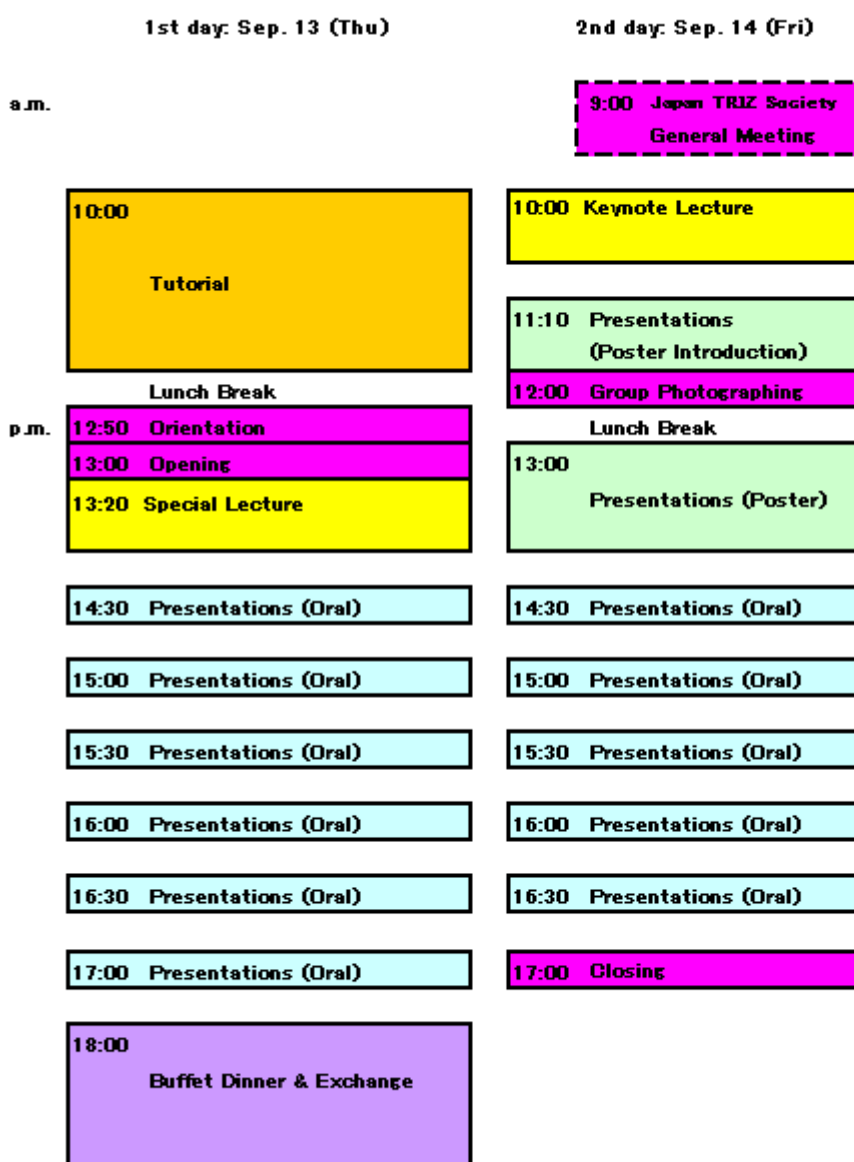 1st day: Sep. 13 (Thu)
2nd day: Sep. 14 (Fri)
a.m.
9:00 Japan TRIZ Society
General Meeting
10:00
Tutorial
10:00 Keynote Lecture
11:10 Presentations
(Poster Introduction)
Lunch Break
12:00 Group Photographing
p.m.
12:50 Orientation
Lunch Break
13:00 Opening
13:00
Presentations (Poster)
13:20 Special Lecture
14:30 Presentations (Oral)
14:30 Presentations (Oral)
15:00 Presentations (Oral)
15:00 Presentations (Oral)
15:30 Presentations (Oral)
15:30 Presentations (Oral)
16:00 Presentations (Oral)
16:00 Presentations (Oral)
16:30 Presentations (Oral)
16:30 Presentations (Oral)
17:00 Presentations (Oral)
17:00 Closing
18:00
Buffet Dinner & Exchange